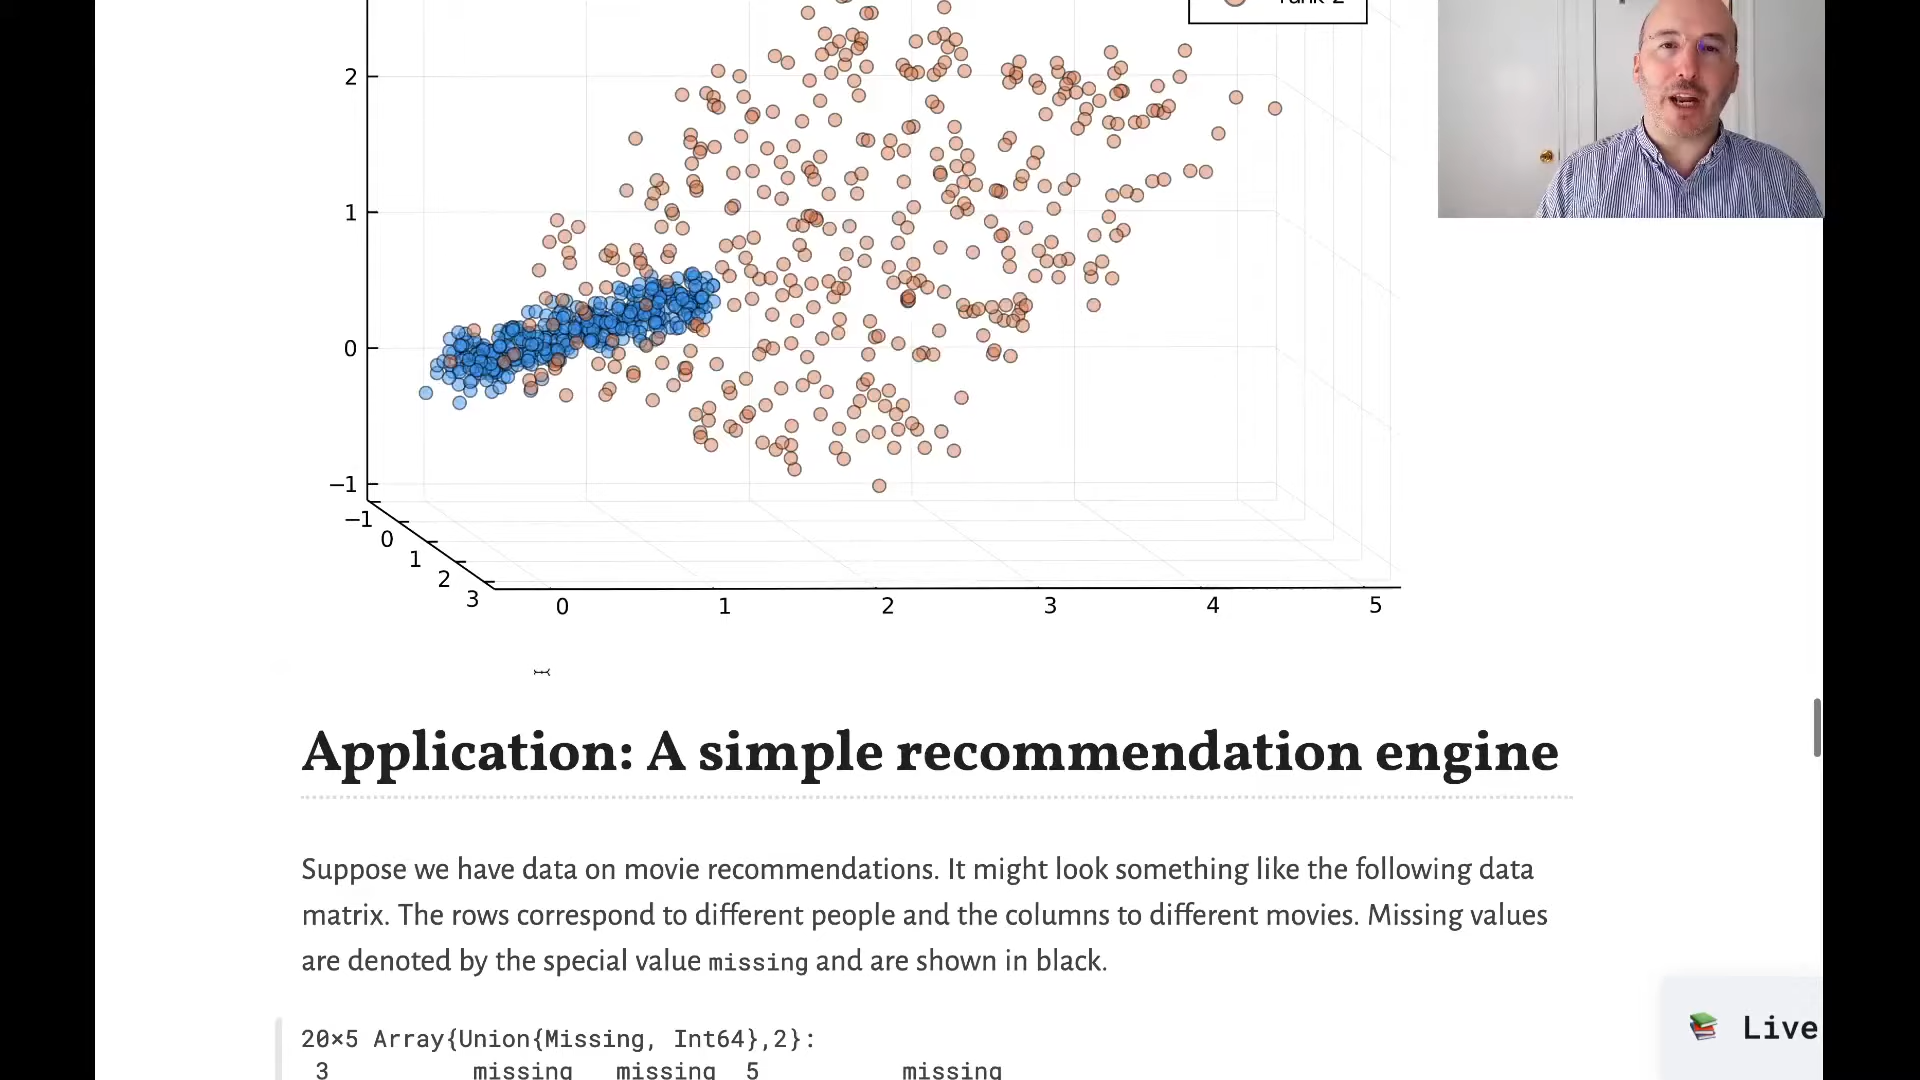 rank-2
2
1
0
−1
−1
0
1
2
3
0
1
2
3
4
5
Application: A simple recommendation engine
Suppose we have data on movie recommendations. It might look something like the following data
matrix. The rows correspond to different people and the columns to different movies. Missing values
are denoted by the special value missing and are shown in black.
20×5 Array{Union{Missing, Int64},2}:
3 missing missing 5 missing
Live